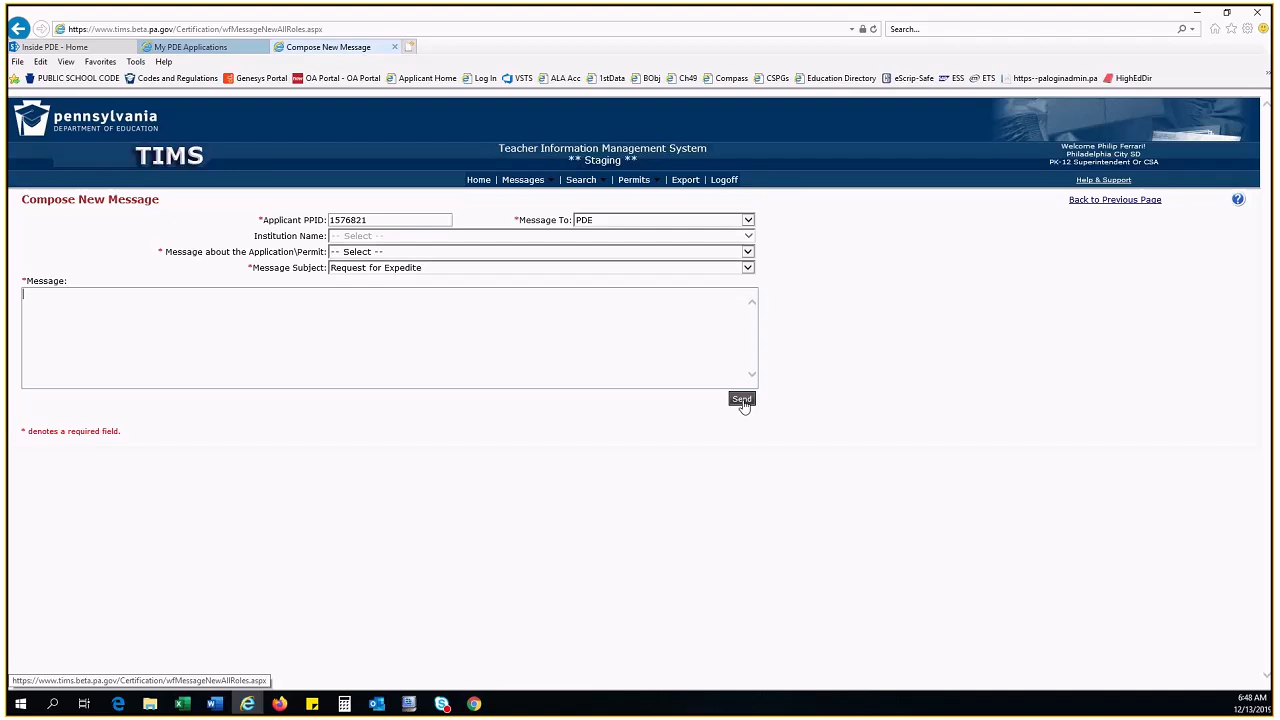 https://www.tims.beta.pa.gov/Certification/wfMessageNewAllRoles.aspx
Search...
Inside PDE - Home
My PDE Applications
Compose New Message
File Edit View Favorites Tools Help
PUBLIC SCHOOL CODE Codes and Regulations Genesys Portal OA Portal - OA Portal Applicant Home Log In VSTS ALA Acc 1stData BObj Ch49 Compass CSPGs Education Directory eScrip-Safe ESS ETS https--paloginadmin.pa HighEdDir
pennsylvania
DEPARTMENT OF EDUCATION
TIMS
Teacher Information Management System
** Staging **
Welcome Philip Ferrari!
Philadelphia City SD
PK-12 Superintendent Or CSA
Home | Messages | Search | Permits | Export | Logoff
Help & Support
Compose New Message
Back to Previous Page
*Applicant PPID: 1576821 *Message To: PDE
Institution Name: -- Select --
* Message about the Application\Permit: -- Select --
*Message Subject: Request for Expedite
*Message:
Send
* denotes a required field.
https://www.tims.beta.pa.gov/Certification/wfMessageNewAllRoles.aspx
6:48 AM
12/13/2019